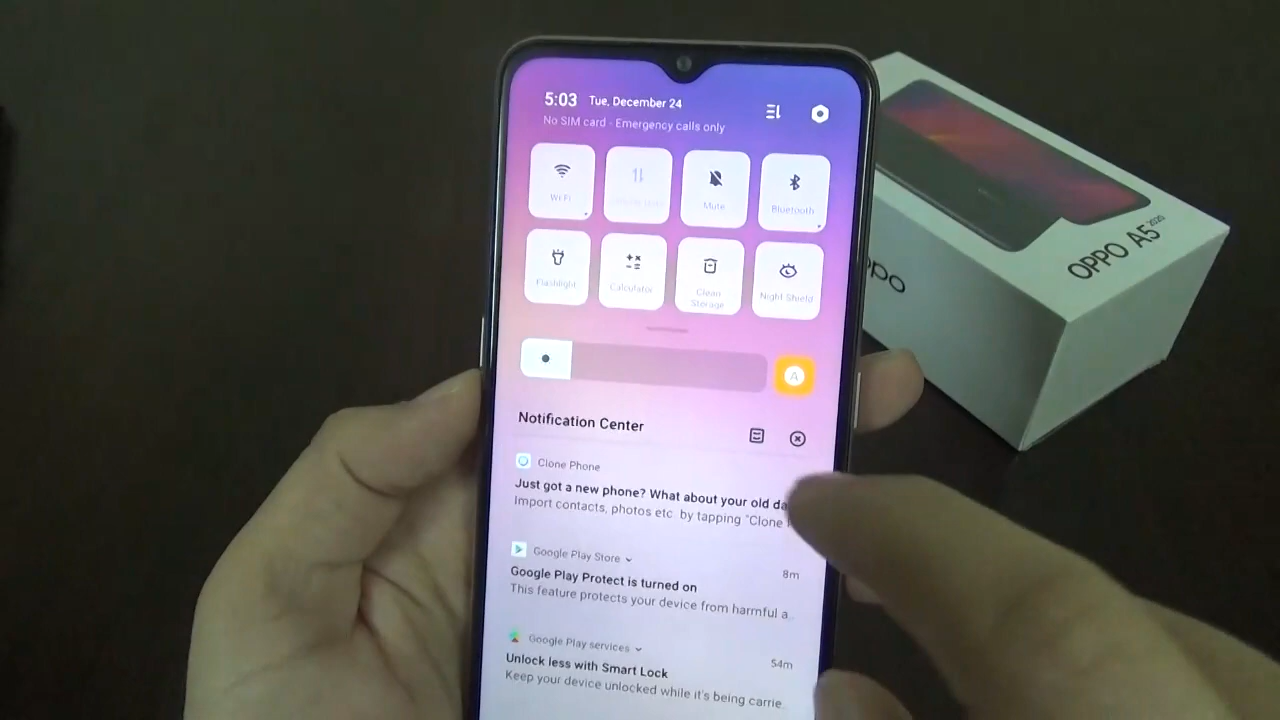 5:03 Tue, December 24
No SIM card - Emergency calls only
Wi-Fi
Mute
Bluetooth
Flashlight
Calculator
Clean
Storage
Night Shield
A
Notification Center
Clone Phone
Just got a new phone? What about your old da
Import contacts, photos etc. by tapping "Clone
Google Play Store
8m
Google Play Protect is turned on
This feature protects your device from harmful a..
Google Play services
54m
Unlock less with Smart Lock
Keep your device unlocked while it's being carrie..
OPPO A5 2020
ppo